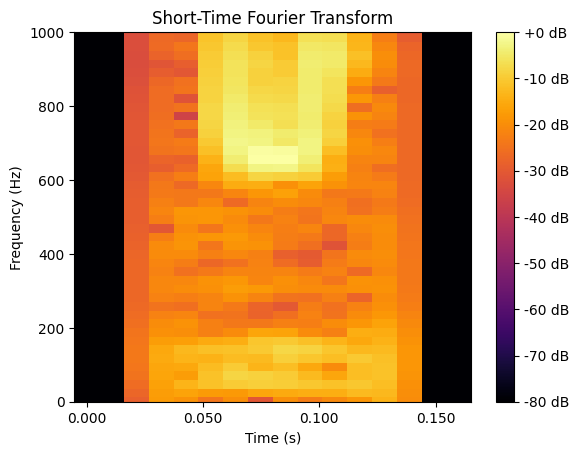 Short-Time Fourier Transform
1000
800
600
400
200
0
Frequency (Hz)
0.000
0.050
0.100
0.150
Time (s)
+0 dB
-10 dB
-20 dB
-30 dB
-40 dB
-50 dB
-60 dB
-70 dB
-80 dB